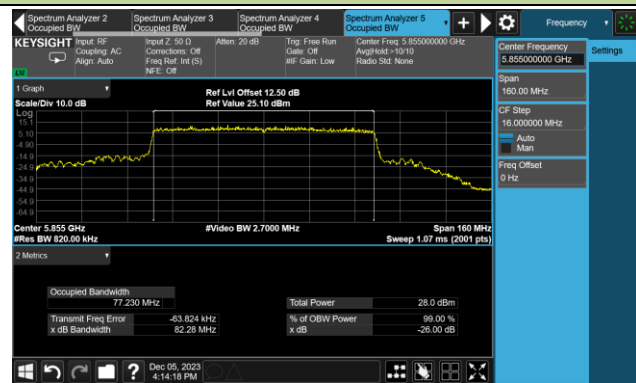 Spectrum Analyzer 2
Occupied BW
Spectrum Analyzer 3
Occupied BW
Spectrum Analyzer 4
Occupied BW
Spectrum Analyzer 5
Occupied BW
Frequency
KEYSIGHT
Input: RF
Coupling: AC
Align: Auto
Input Z: 50 Ω
Corrections: Off
Freq Ref: Int (S)
NFE: Off
Atten: 20 dB
Trig: Free Run
Gate: Off
#IF Gain: Low
Center Freq: 5.855000000 GHz
Avg|Hold:>10/10
Radio Std: None
LXI
1 Graph
Scale/Div 10.0 dB
Ref Lvl Offset 12.50 dB
Ref Value 25.10 dBm
Log
15.1
5.10
-4.90
-14.9
-24.9
-34.9
-44.9
-54.9
-64.9
Center 5.855 GHz
#Res BW 820.00 kHz
#Video BW 2.7000 MHz
Span 160 MHz
Sweep 1.07 ms (2001 pts)
2 Metrics
Occupied Bandwidth
77.230 MHz
Total Power
28.0 dBm
Transmit Freq Error
-63.824 kHz
% of OBW Power
99.00 %
x dB Bandwidth
82.28 MHz
x dB
-26.00 dB
Center Frequency
5.855000000 GHz
Settings
Span
160.00 MHz
CF Step
16.000000 MHz
Auto
Man
Freq Offset
0 Hz
?
Dec 05, 2023
4:14:18 PM